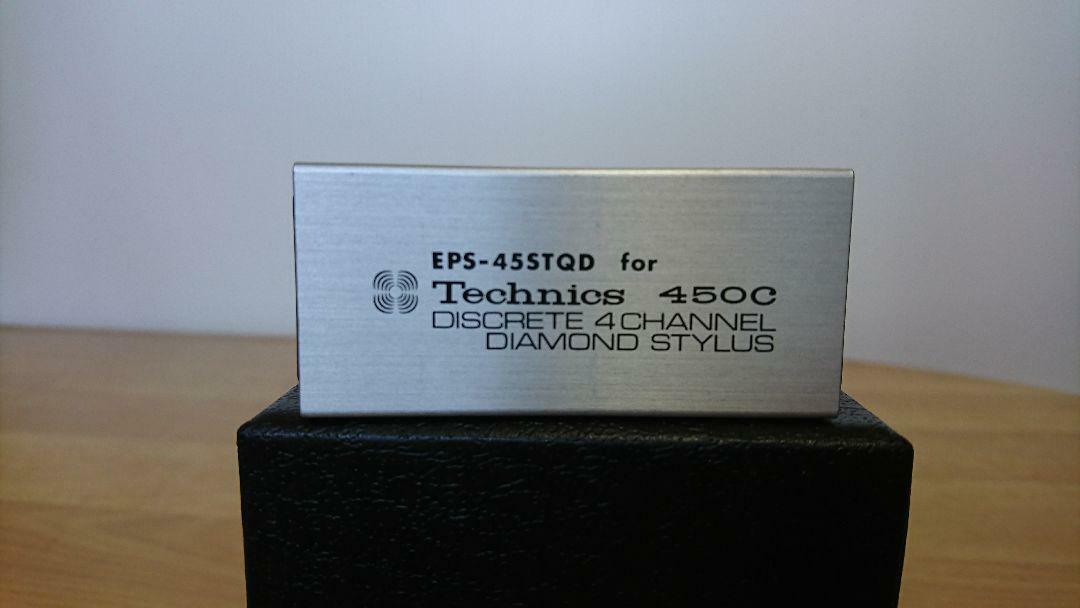 EPS-45STQD for
Technics 450C
DISCRETE 4CHANNEL
DIAMOND STYLUS